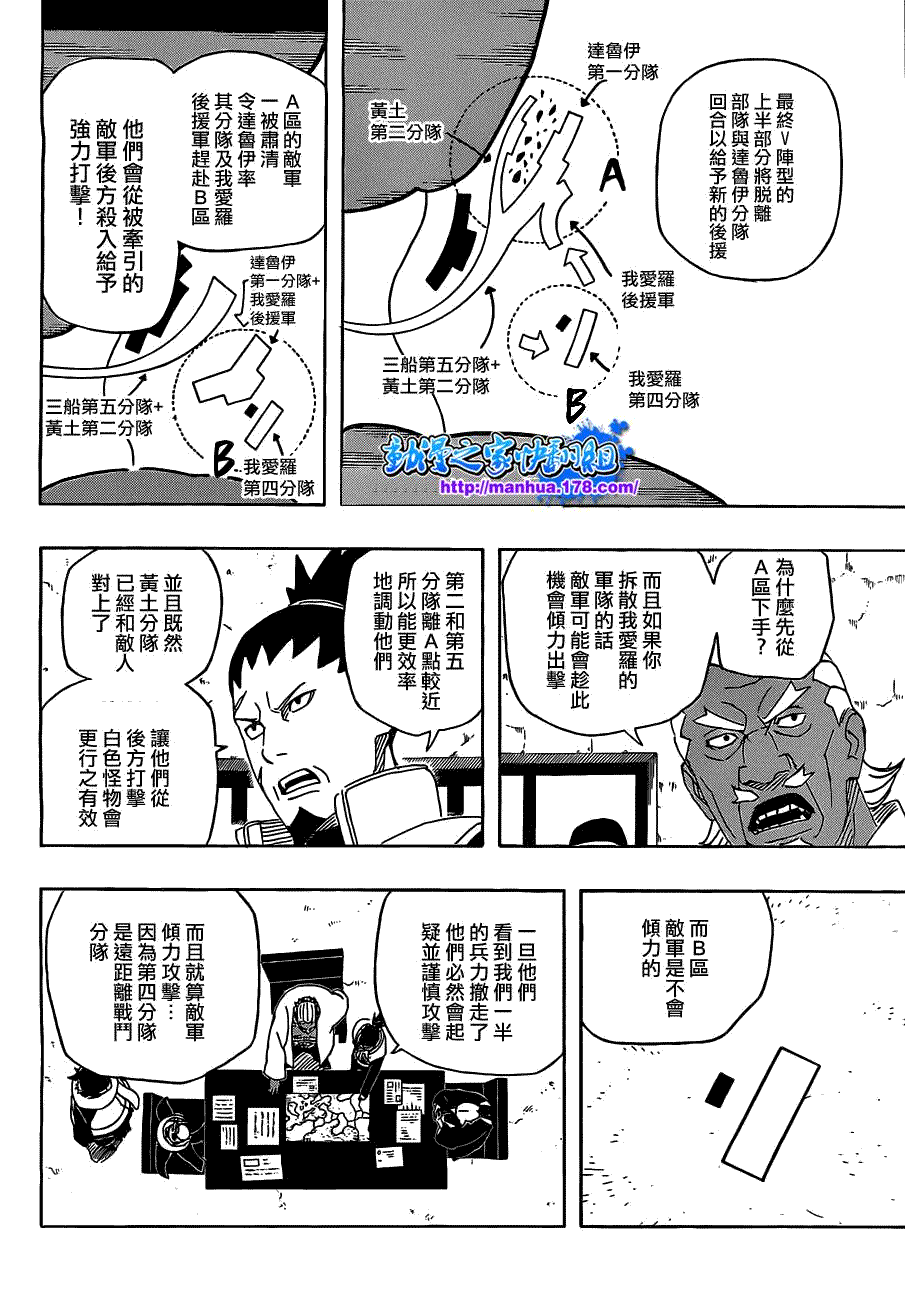 最終V陣型的
上半部分將脫離
部隊與達魯伊分隊
回合以給予新的後援
達魯伊
第一分隊
黃土
第二分隊
A
我愛羅
後援軍
三船第五分隊+
黃土第二分隊
我愛羅
第四分隊
B
動漫之家汉化組
http://manhua.178.com/
A區的敵軍
一被肅清
令達魯伊率
其分隊及我愛羅
後援軍趕赴B區
他們會從被牽引的
敵軍後方殺入給予
強力打擊！
達魯伊
第一分隊+
我愛羅
後援軍
三船第五分隊+
黃土第二分隊
B
我愛羅
第四分隊
為什麼先從
A區下手？
而且如果你
拆散我愛羅的
軍隊的話
敵軍可能會趁此
機會傾力出擊
第二和第五
分隊離A點較近
所以能更效率
地調動他們
並且既然
黃土分隊
已經和敵人
對上了
讓他們從
後方打擊
白色怪物會
更行之有效
而B區
敵軍是不會
傾力的
一旦他們
看到我們一半
的兵力撤走了
他們必然會起
疑並謹慎攻擊
而且就算敵軍
傾力攻擊…
因為第四分隊
是遠距離戰鬥
分隊